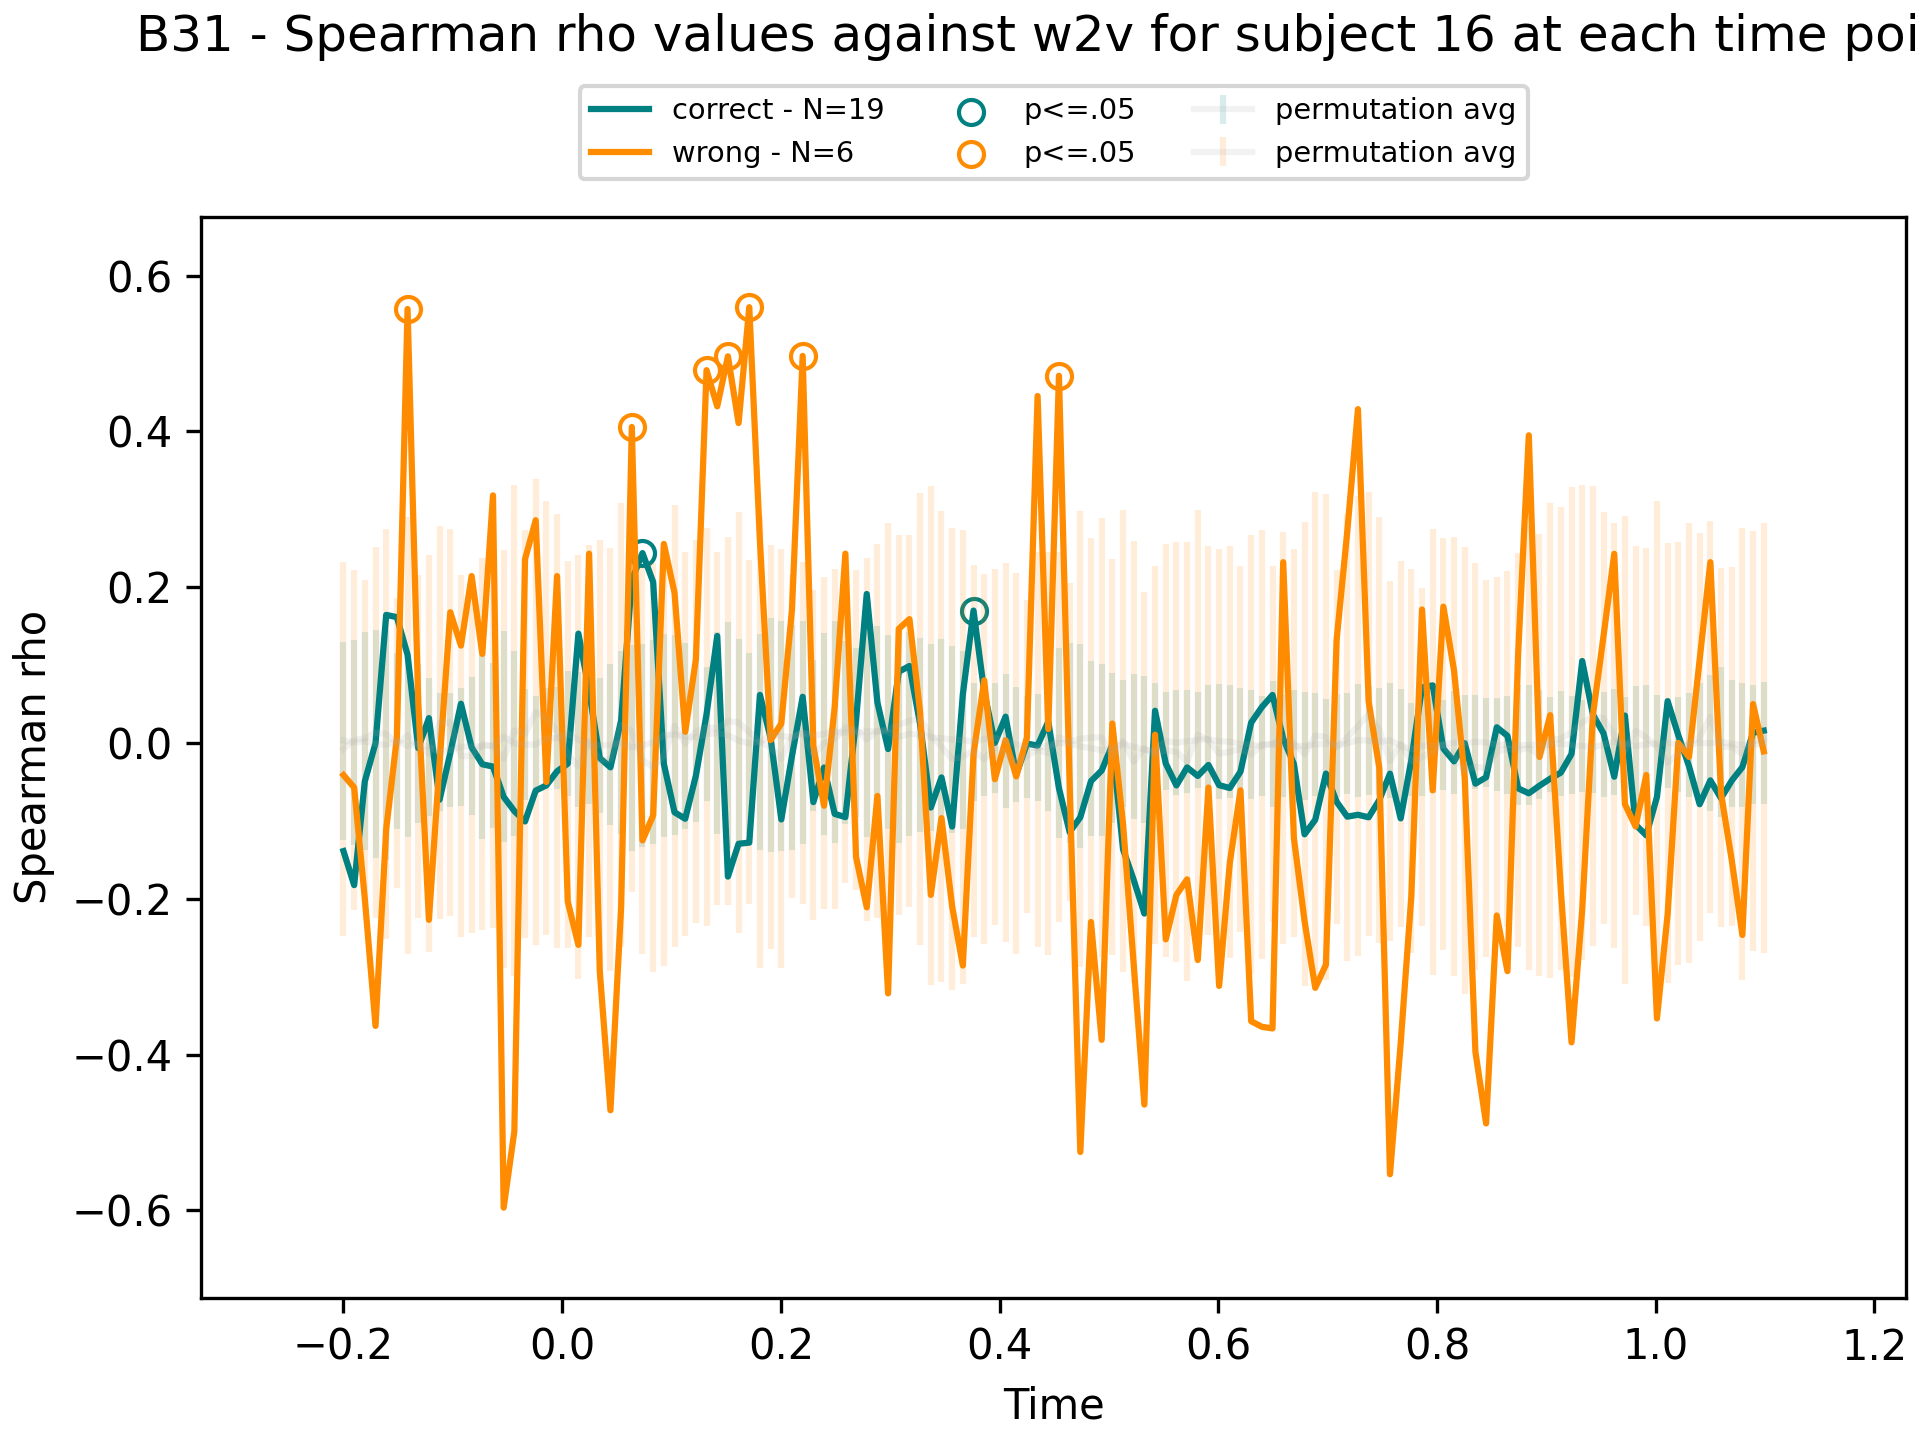 B31 - Spearman rho values against w2v for subject 16 at each time poi
correct - N=19
wrong - N=6
p<=.05
p<=.05
permutation avg
permutation avg
Spearman rho
0.6
0.4
0.2
0.0
−0.2
−0.4
−0.6
−0.2 0.0 0.2 0.4 0.6 0.8 1.0 1.2
Time